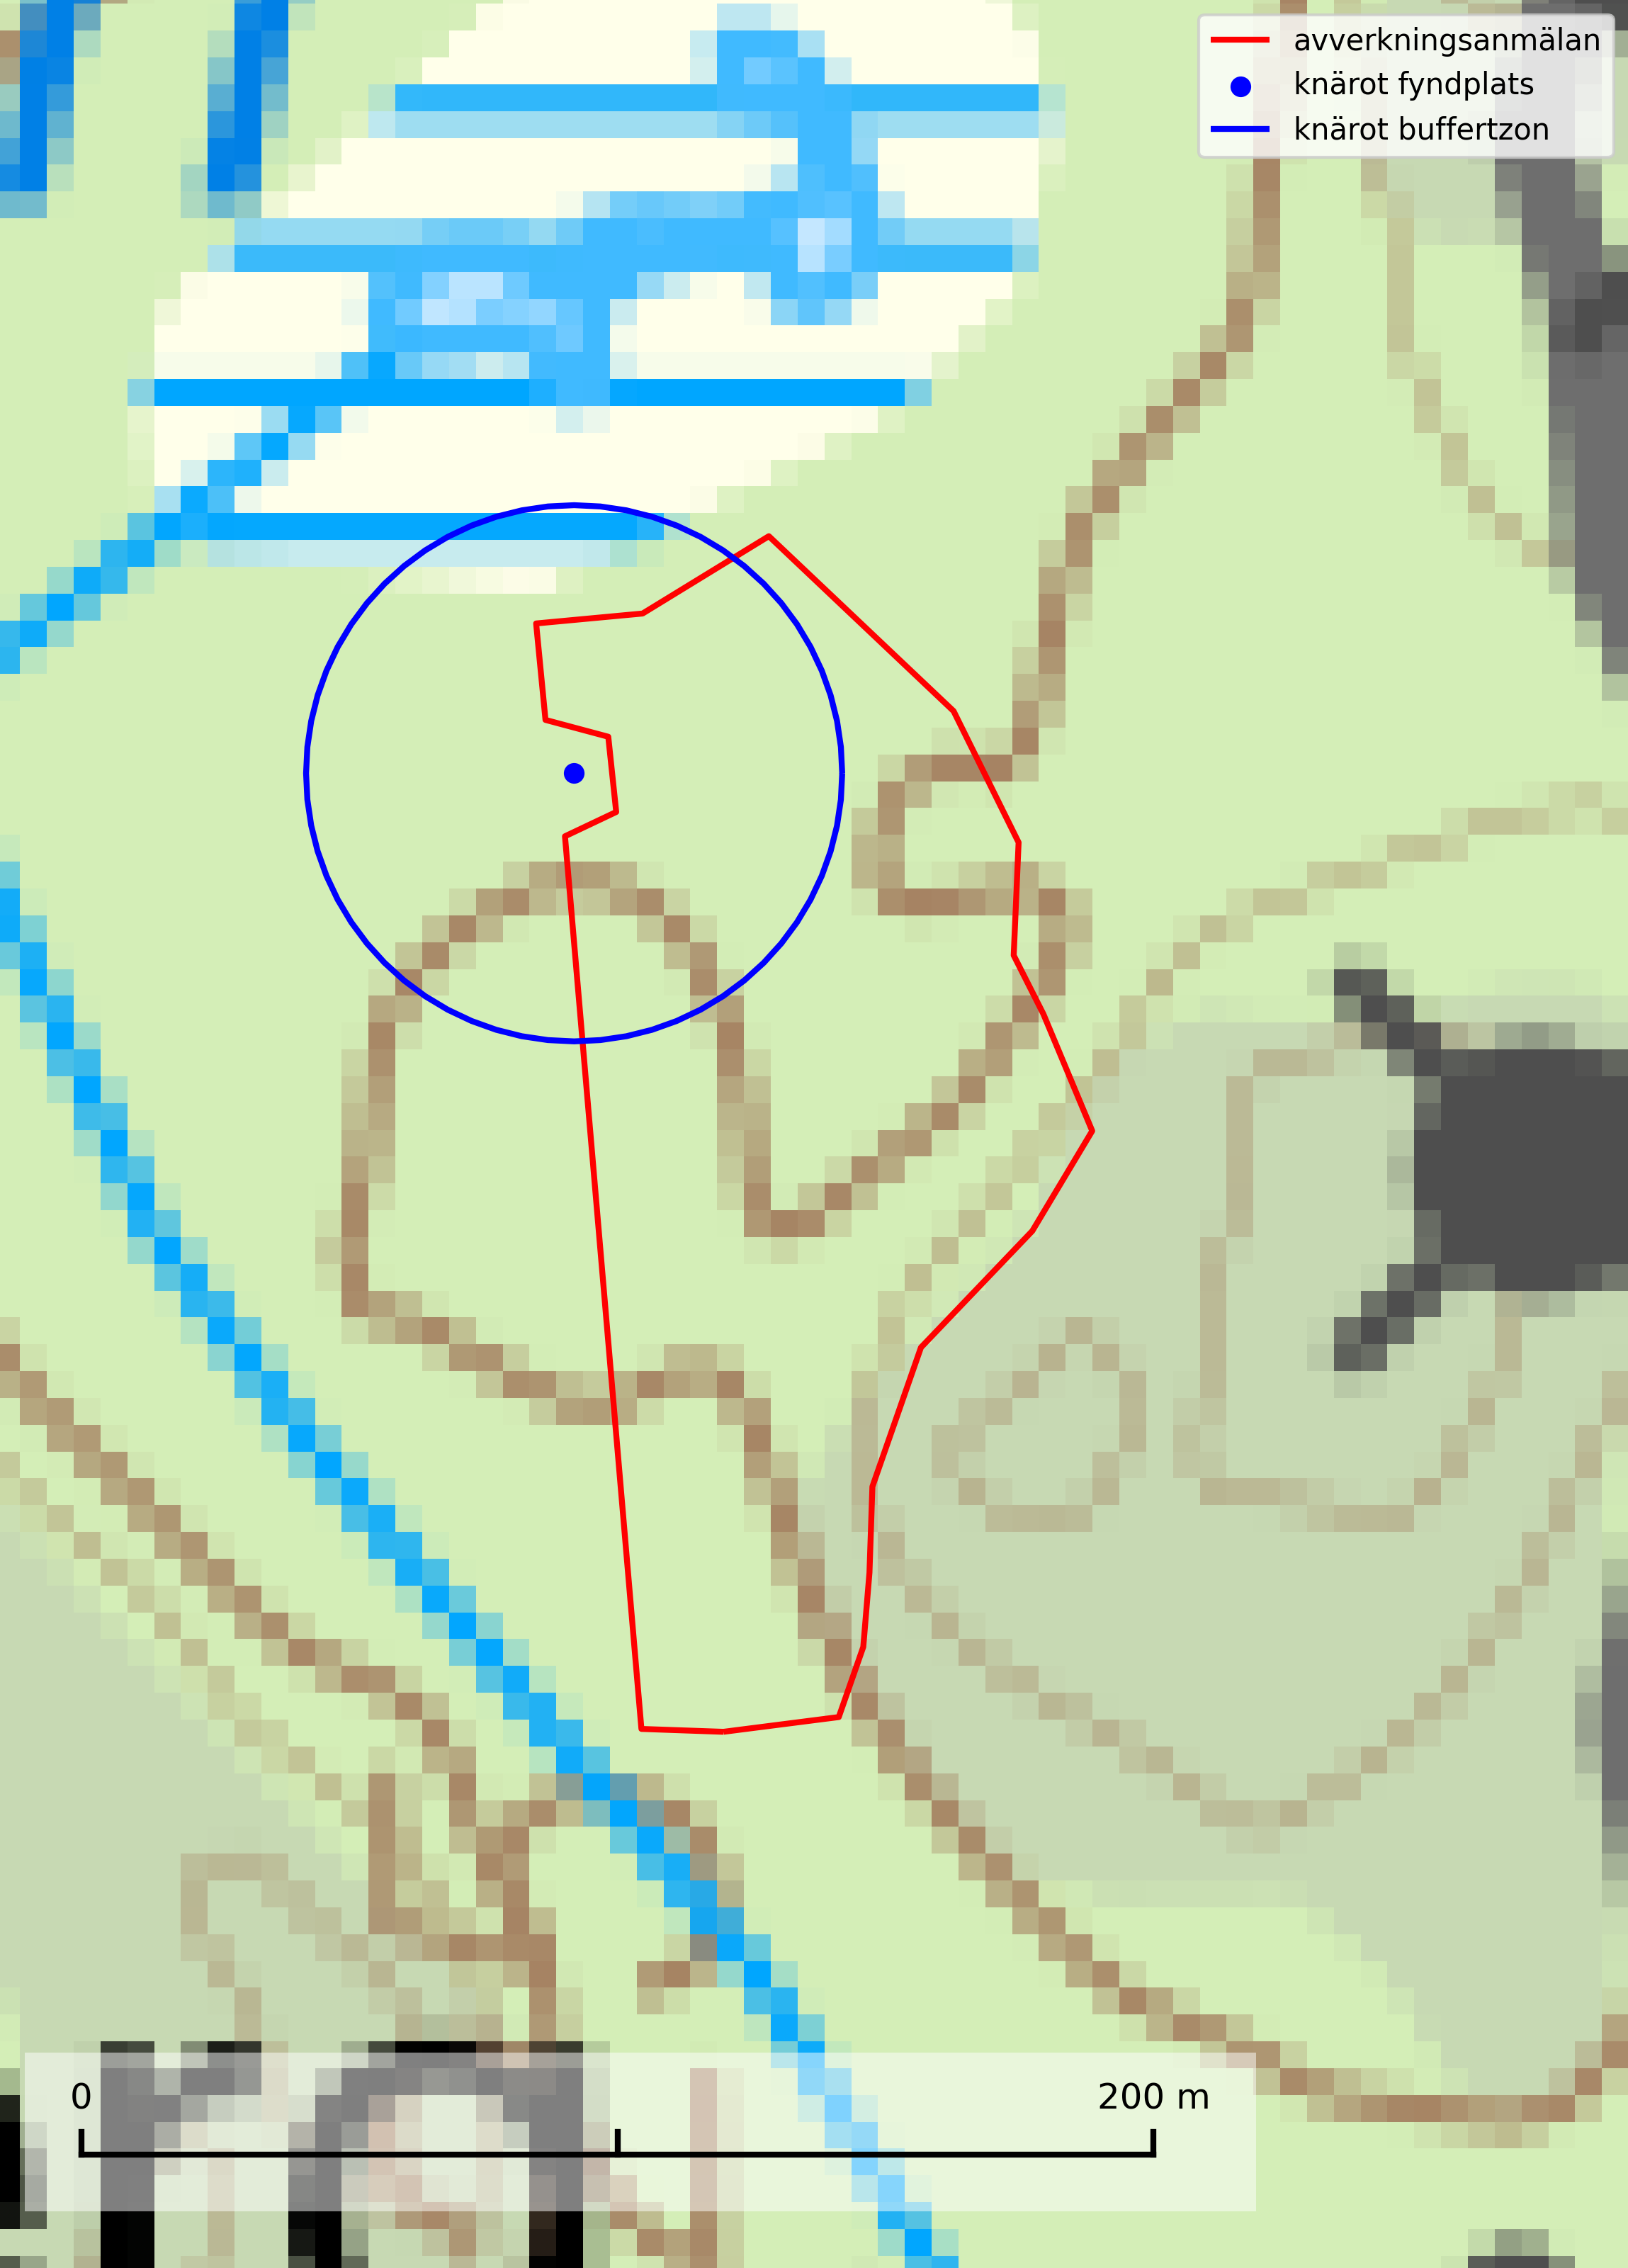 avverkningsanmälan
knärot fyndplats
knärot buffertzon
0
200 m